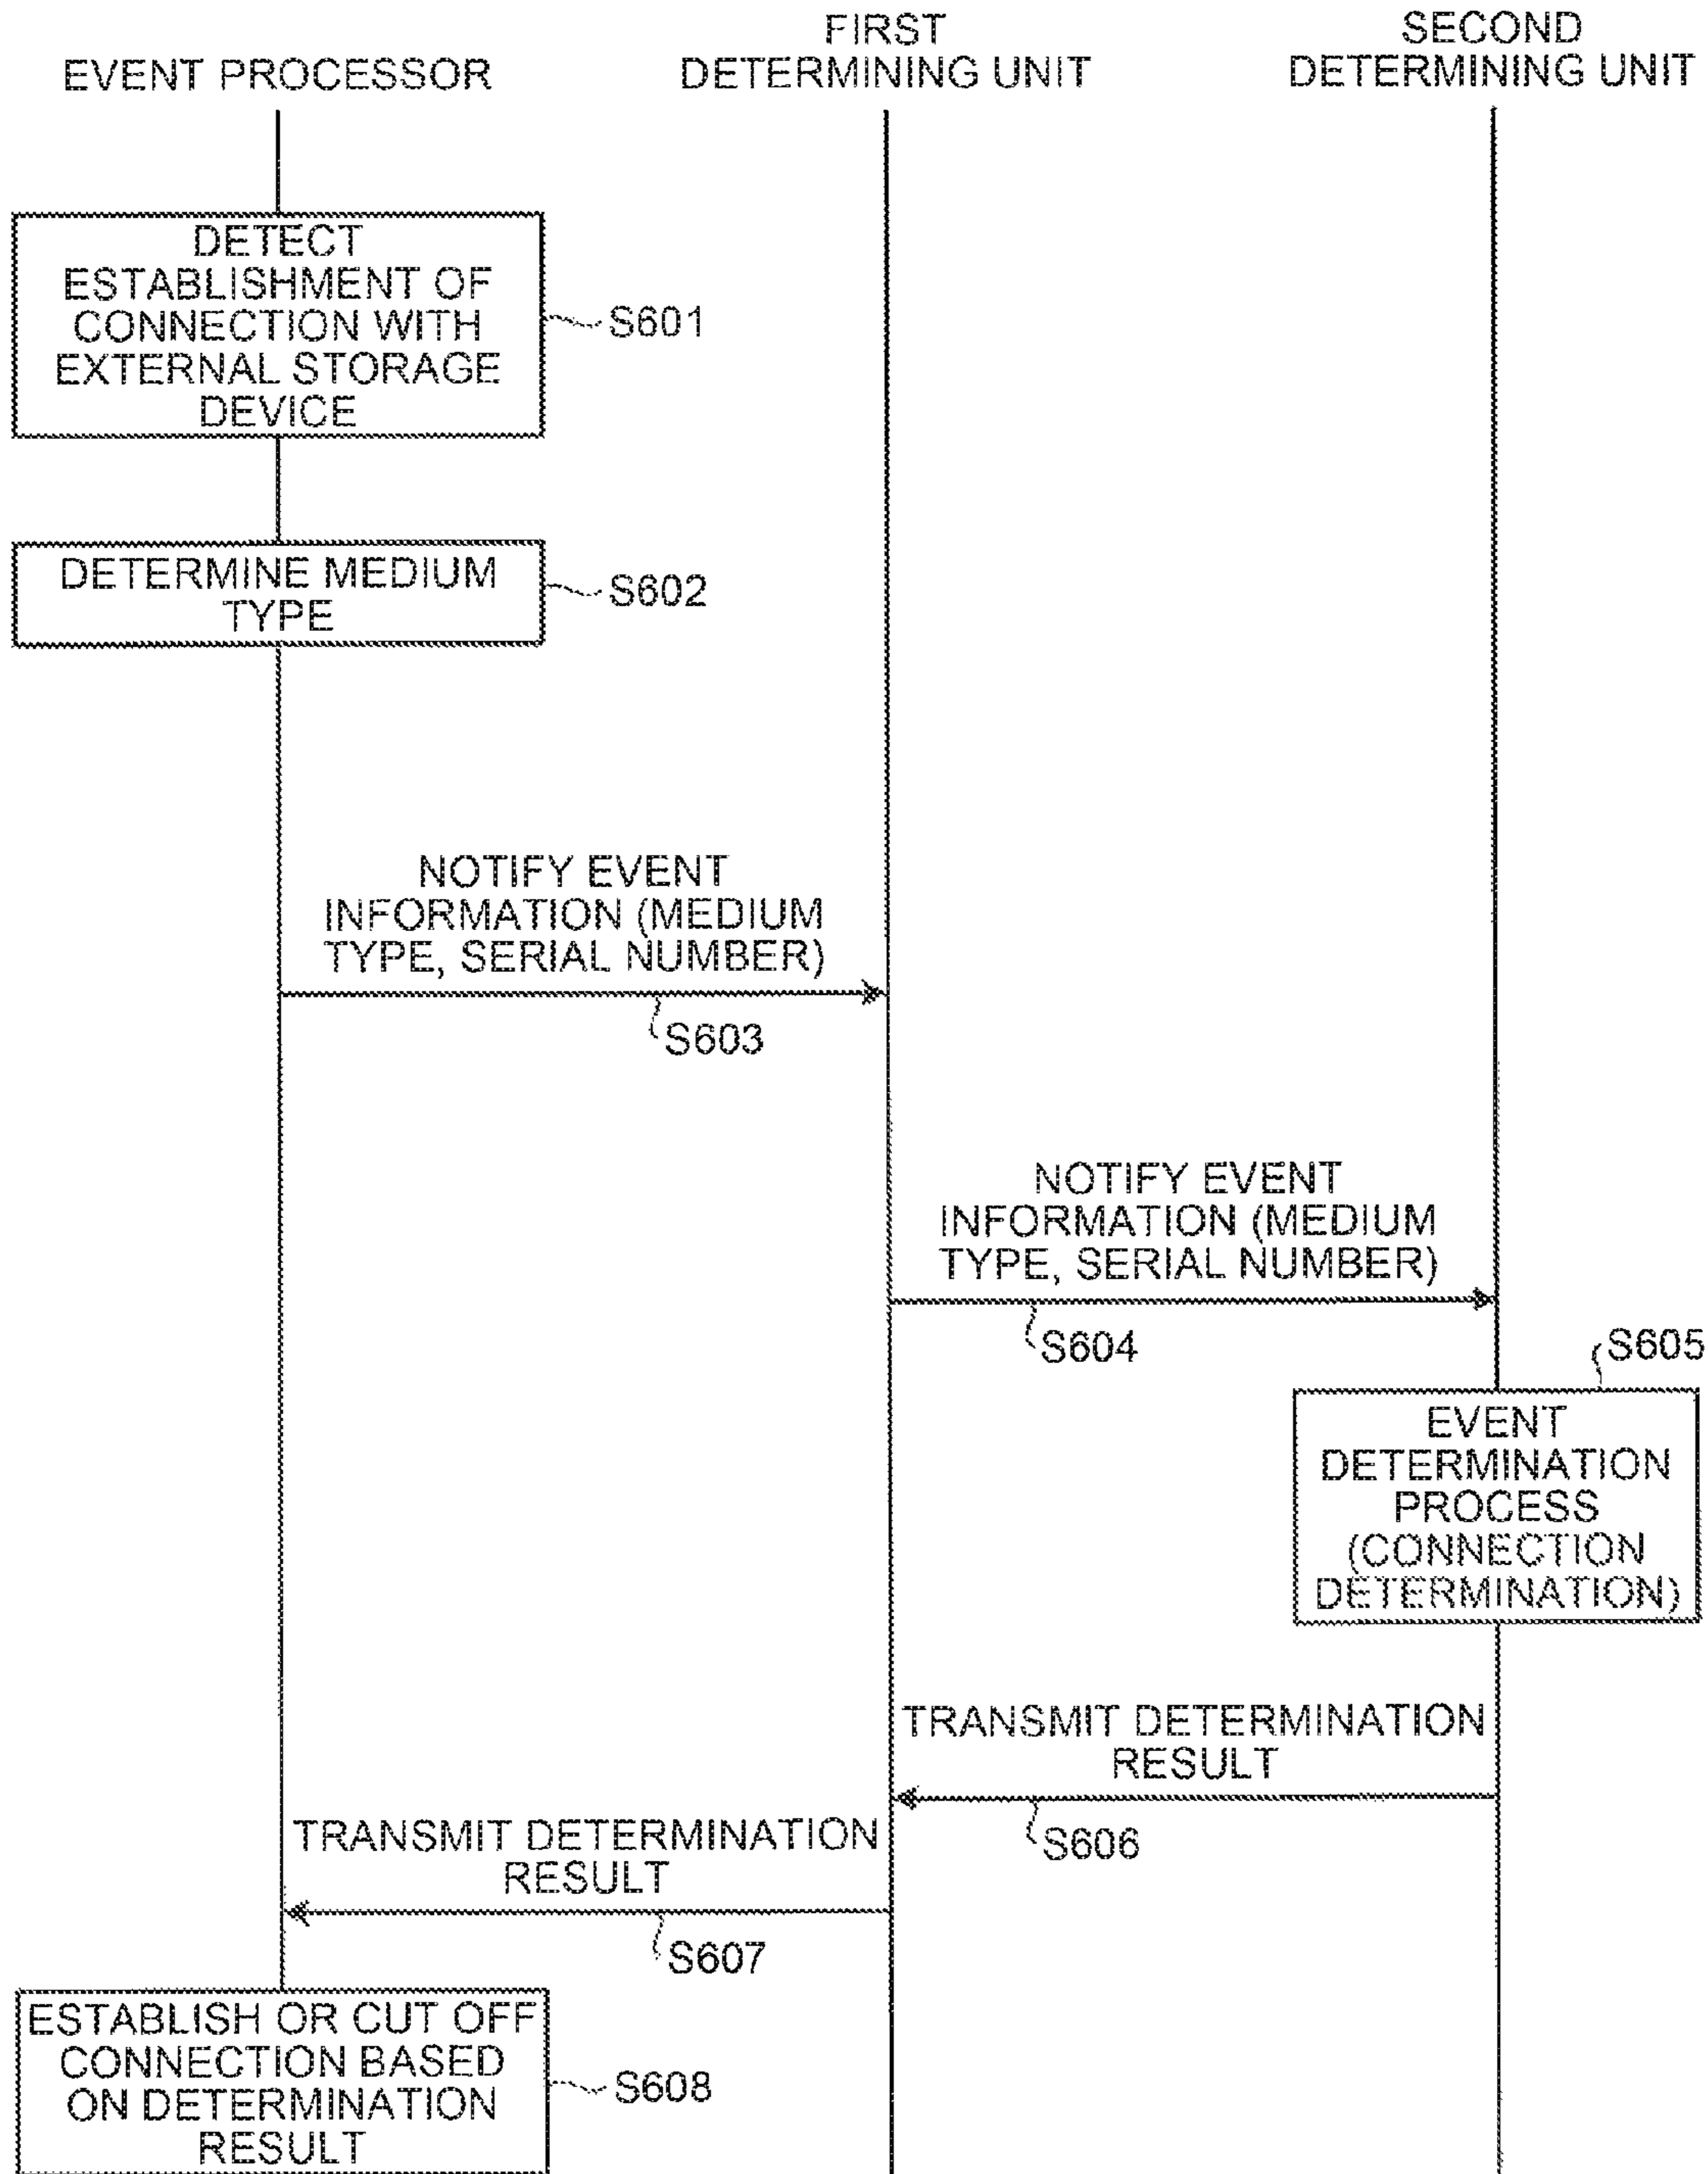 EVENT PROCESSOR
FIRST
DETERMINING UNIT
SECOND
DETERMINING UNIT
DETECT
ESTABLISHMENT OF
CONNECTION WITH
EXTERNAL STORAGE
DEVICE
S601
DETERMINE MEDIUM
TYPE
S602
NOTIFY EVENT
INFORMATION (MEDIUM
TYPE, SERIAL NUMBER)
S603
NOTIFY EVENT
INFORMATION (MEDIUM
TYPE, SERIAL NUMBER)
S604
S605
EVENT
DETERMINATION
PROCESS
(CONNECTION
DETERMINATION)
TRANSMIT DETERMINATION
RESULT
S606
TRANSMIT DETERMINATION
RESULT
S607
ESTABLISH OR CUT OFF
CONNECTION BASED
ON DETERMINATION
RESULT
S608